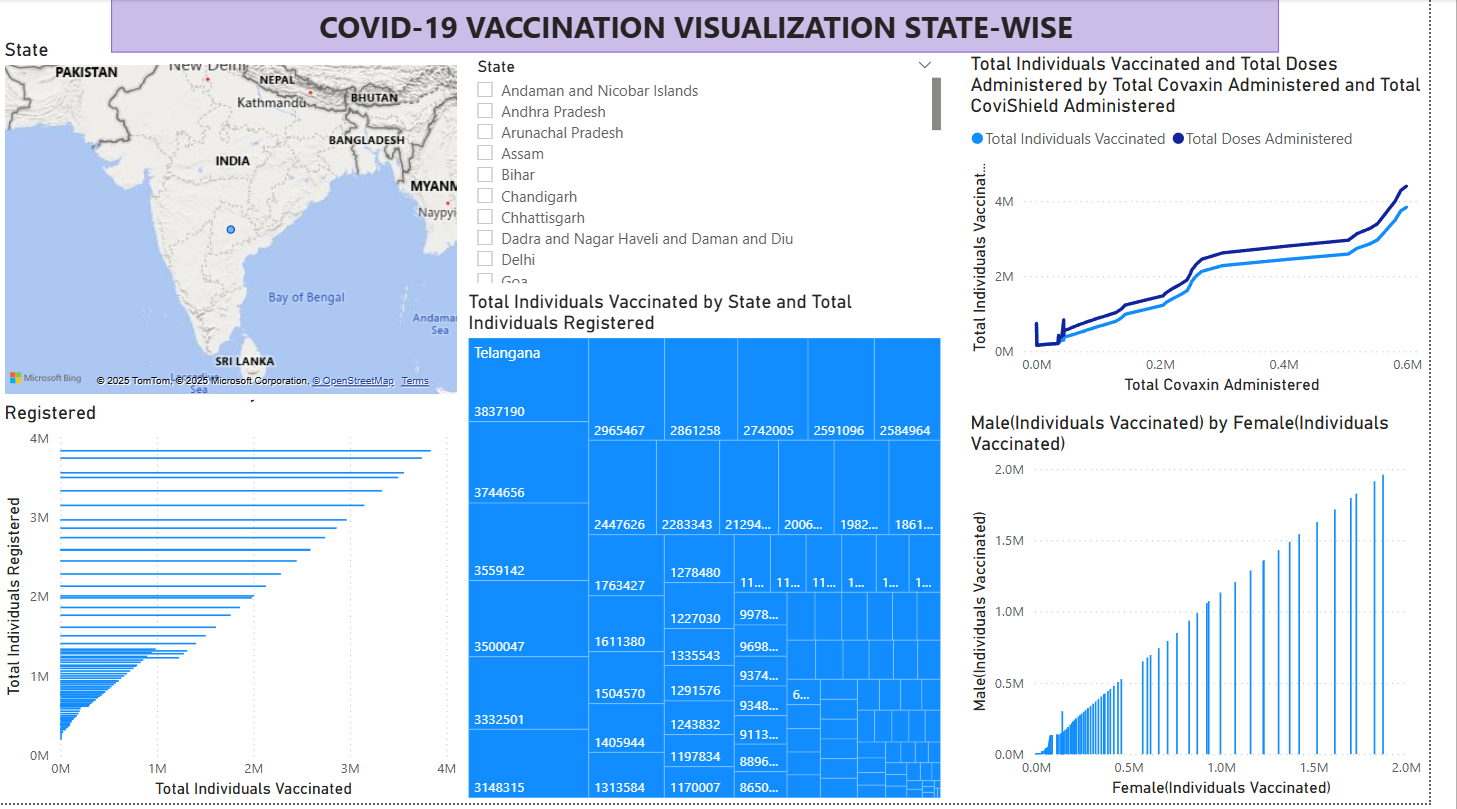 COVID-19 VACCINATION VISUALIZATION STATE-WISE
State
PAKISTAN
New Delhi
NEPAL
Kathmandu
BHUTAN
BANGLADESH
INDIA
MYANM
Naypyi
Bay of Bengal
Andama
Sea
SRI LANKA
Laccadive
Sea
Microsoft Bing
© 2025 TomTom, © 2025 Microsoft Corporation, © OpenStreetMap Terms
State
Andaman and Nicobar Islands
Andhra Pradesh
Arunachal Pradesh
Assam
Bihar
Chandigarh
Chhattisgarh
Dadra and Nagar Haveli and Daman and Diu
Delhi
Goa
Total Individuals Vaccinated and Total Doses
Administered by Total Covaxin Administered and Total
CoviShield Administered
Total Individuals Vaccinated Total Doses Administered
Total Individuals Vaccinat...
4M
2M
0M
0.0M 0.2M 0.4M 0.6M
Total Covaxin Administered
Registered
Total Individuals Registered
4M
3M
2M
1M
0M
0M 1M 2M 3M 4M
Total Individuals Vaccinated
Total Individuals Vaccinated by State and Total
Individuals Registered
Telangana
3837190
3744656
3559142
3500047
3332501
3148315
2965467 2861258 2742005 2591096 2584964
2447626 2283343 21294... 2006... 1982... 1861...
1763427
1611380
1504570
1405944
1313584
1278480
1227030
1335543
1291576
1243832
1197834
1170007
11... 11... 11... 1... 1... 1...
9978...
9698...
9374...
9348...
9113...
8896...
8650...
6...
Male(Individuals Vaccinated) by Female(Individuals
Vaccinated)
Male(Individuals Vaccinated)
2.0M
1.5M
1.0M
0.5M
0.0M
0.0M 0.5M 1.0M 1.5M 2.0M
Female(Individuals Vaccinated)